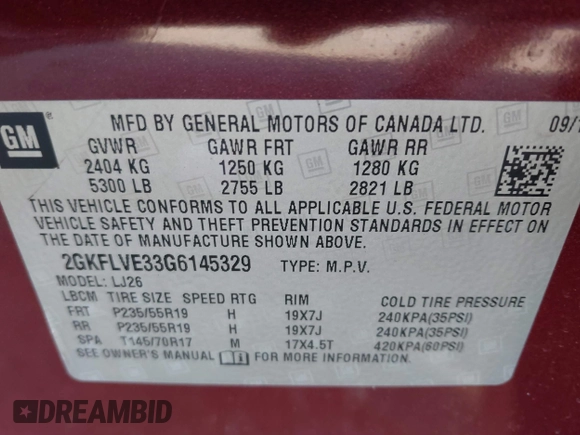 GM
MFD BY GENERAL MOTORS OF CANADA LTD. 09/1
GVWR GAWR FRT GAWR RR
2404 KG 1250 KG 1280 KG
5300 LB 2755 LB 2821 LB
THIS VEHICLE CONFORMS TO ALL APPLICABLE U.S. FEDERAL MOTOR
VEHICLE SAFETY AND THEFT PREVENTION STANDARDS IN EFFECT ON
THE DATE OF MANUFACTURE SHOWN ABOVE.
2GKFLVE33G6145329 TYPE: M.P.V.
MODEL: LJ26
LBCM TIRE SIZE SPEED RTG RIM COLD TIRE PRESSURE
FRT P235/55R19 H 19X7J 240KPA(35PSI)
RR P235/55R19 H 19X7J 240KPA(35PSI)
SPA T145/70R17 M 17X4.5T 420KPA(60PSI)
SEE OWNER'S MANUAL FOR MORE INFORMATION.
DREAMBID